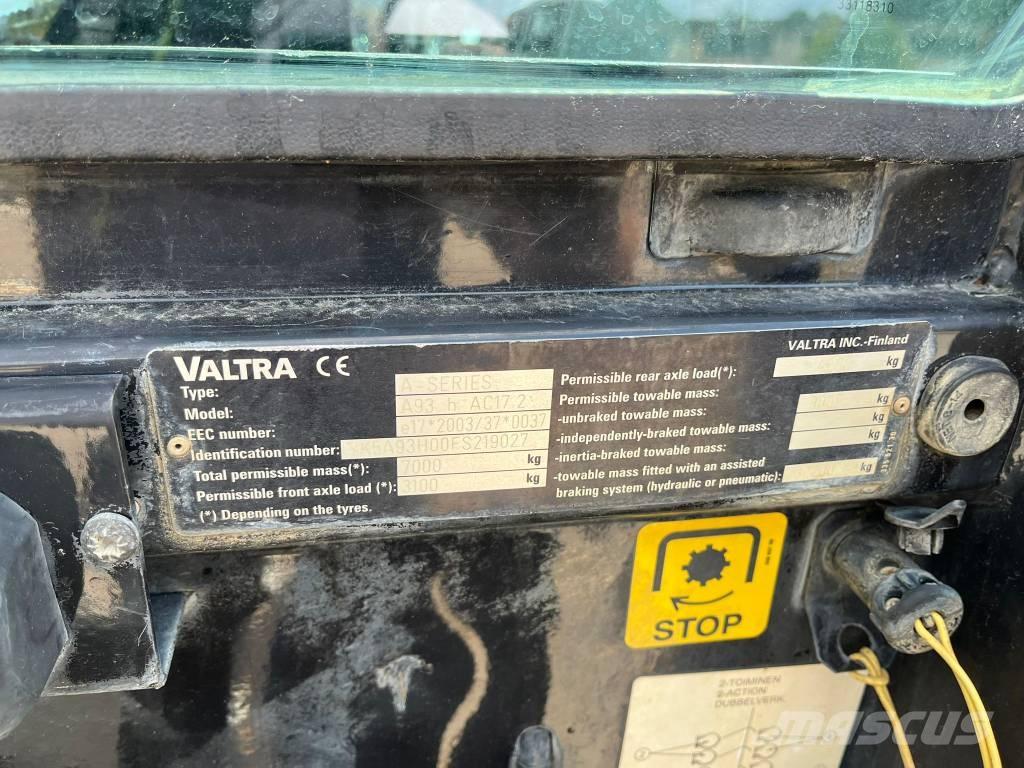 33118310
VALTRA CE
VALTRA INC.-Finland
Type: A-SERIES
Model: A93 h AC17.2
EEC number: e17*2003/37*0037
Identification number: A93H00ES219027
Total permissible mass(*): 7000 kg
Permissible front axle load (*): 3100 kg
(*) Depending on the tyres.
Permissible rear axle load(*): kg
Permissible towable mass:
-unbraked towable mass: kg
-independently-braked towable mass: kg
-inertia-braked towable mass:
-towable mass fitted with an assisted
braking system (hydraulic or pneumatic): kg
STOP
2-TOIMINEN
2-ACTION
DUBBELVERK.
MASCUS